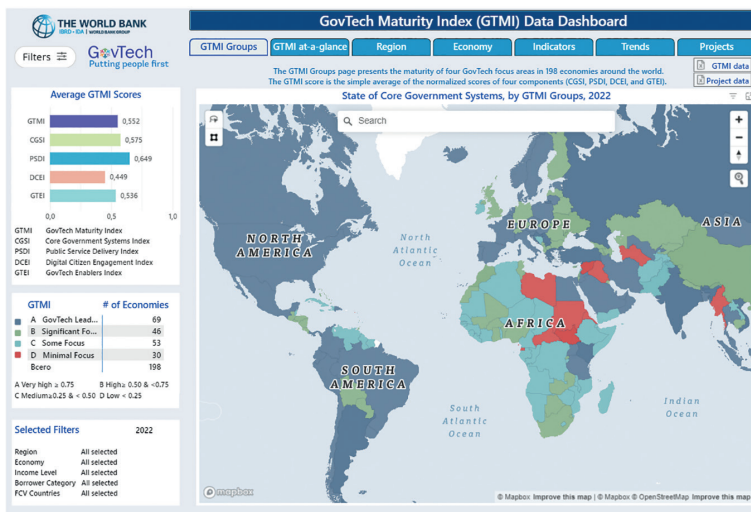 THE WORLD BANK
IBRD • IDA | WORLD BANK GROUP
Filters
GovTech
Putting people first
GovTech Maturity Index (GTMI) Data Dashboard
GTMI Groups
GTMI at-a-glance
Region
Economy
Indicators
Trends
Projects
The GTMI Groups page presents the maturity of four GovTech focus areas in 198 economies around the world.
The GTMI score is the simple average of the normalized scores of four components (CGSI, PSDI, DCEI, and GTEI).
GTMI data
Project data
Average GTMI Scores
GTMI 0,552
CGSI 0,575
PSDI 0,649
DCEI 0,449
GTEI 0,536
0,0 0,5 1,0
GTMI GovTech Maturity Index
CGSI Core Government Systems Index
PSDI Public Service Delivery Index
DCEI Digital Citizen Engagement Index
GTEI GovTech Enablers Index
GTMI # of Economies
A GovTech Lead... 69
B Significant Fo... 46
C Some Focus 53
D Minimal Focus 30
Всего 198
A Very high ≥ 0.75 B High≥ 0.50 & <0.75
C Medium≥0.25 & < 0.50 D Low < 0.25
Selected Filters 2022
Region All selected
Economy All selected
Income Level All selected
Borrower Category All selected
FCV Countries All selected
State of Core Government Systems, by GTMI Groups, 2022
Search
NORTH
AMERICA
North
Atlantic
Ocean
EUROPE
ASIA
AFRICA
SOUTH
AMERICA
South
Atlantic
Ocean
Indian
Ocean
mapbox
© Mapbox Improve this map | © Mapbox © OpenStreetMap Improve this map